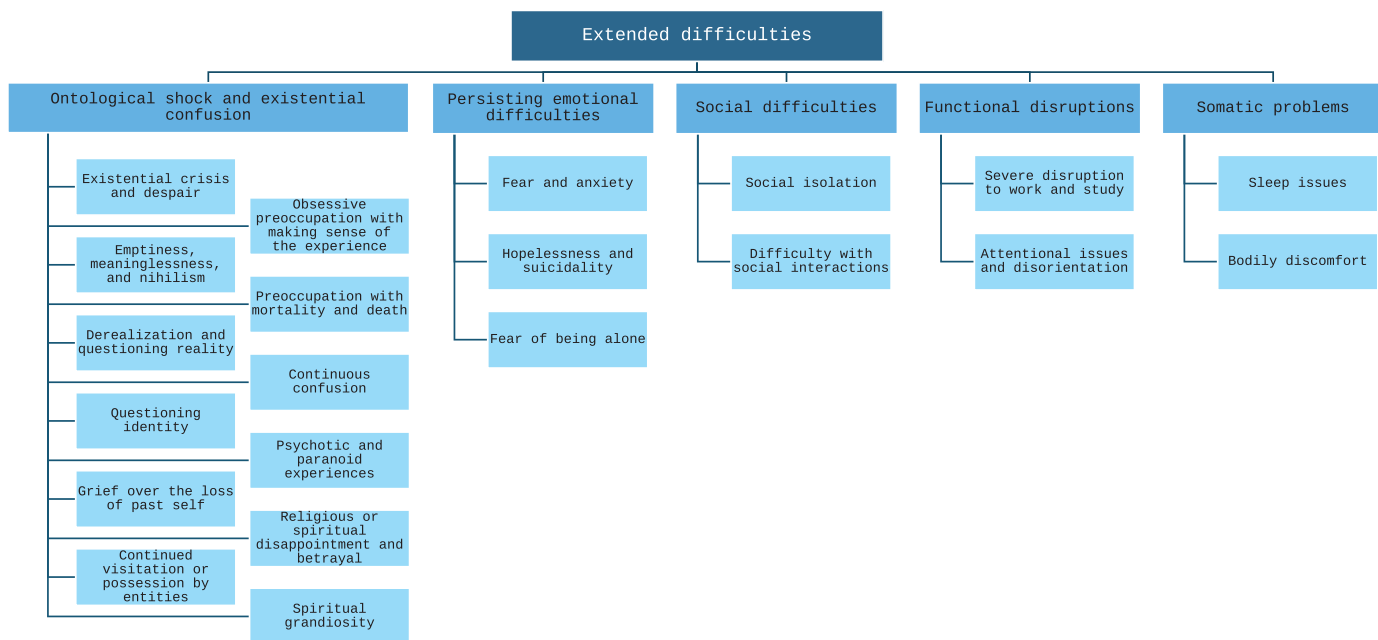 Extended difficulties
Ontological shock and existential
confusion
Existential crisis
and despair
Obsessive
preoccupation with
making sense of
the experience
Emptiness,
meaninglessness,
and nihilism
Preoccupation with
mortality and death
Derealization and
questioning reality
Continuous
confusion
Questioning
identity
Psychotic and
paranoid
experiences
Grief over the loss
of past self
Religious or
spiritual
disappointment and
betrayal
Continued
visitation or
possession by
entities
Spiritual
grandiosity
Persisting emotional
difficulties
Fear and anxiety
Hopelessness and
suicidality
Fear of being alone
Social difficulties
Social isolation
Difficulty with
social interactions
Functional disruptions
Severe disruption
to work and study
Attentional issues
and disorientation
Somatic problems
Sleep issues
Bodily discomfort